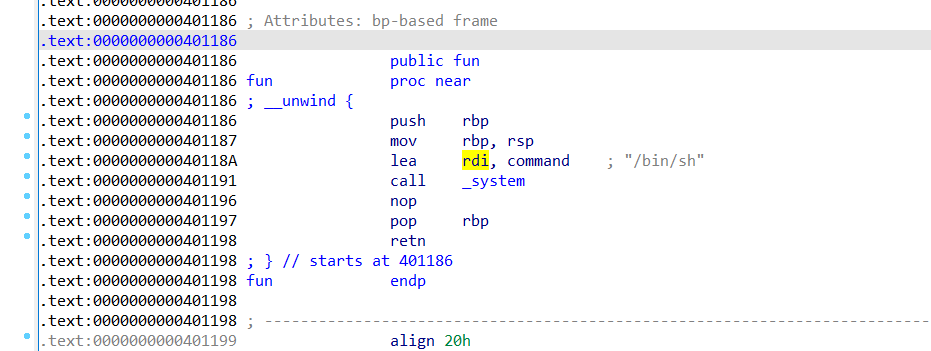 .text:0000000000401186
.text:0000000000401186 ; Attributes: bp-based frame
.text:0000000000401186
.text:0000000000401186 public fun
.text:0000000000401186 fun proc near
.text:0000000000401186 ; __unwind {
.text:0000000000401186 push rbp
.text:0000000000401187 mov rbp, rsp
.text:000000000040118A lea rdi, command ; "/bin/sh"
.text:0000000000401191 call _system
.text:0000000000401196 nop
.text:0000000000401197 pop rbp
.text:0000000000401198 retn
.text:0000000000401198 ; } // starts at 401186
.text:0000000000401198 fun endp
.text:0000000000401198
.text:0000000000401198 ; ---------------------------------------------------------------------------
.text:0000000000401199 align 20h